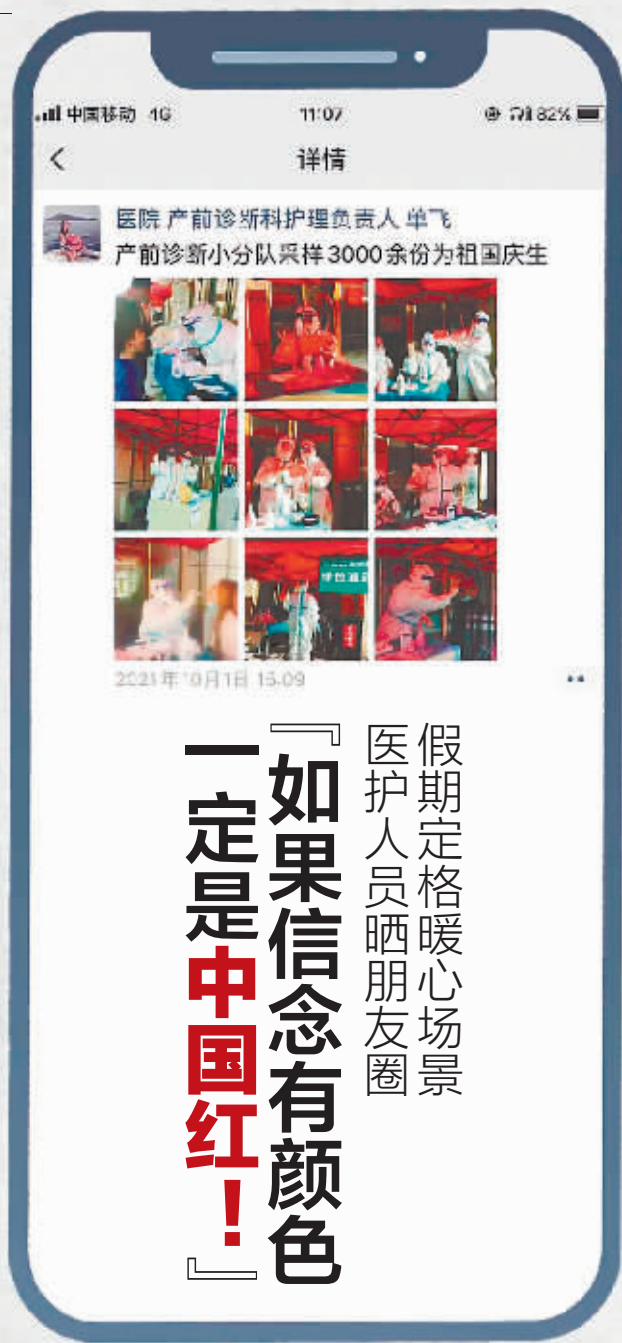 中国移动 4G
11:07
82%
详情
医院 产前诊断科护理负责人 单飞
产前诊断小分队采样3000余份为祖国庆生
2021年10月1日 15:09
假期定格暖心场景
医护人员晒朋友圈
『如果信念有颜色
一定是中国红！』